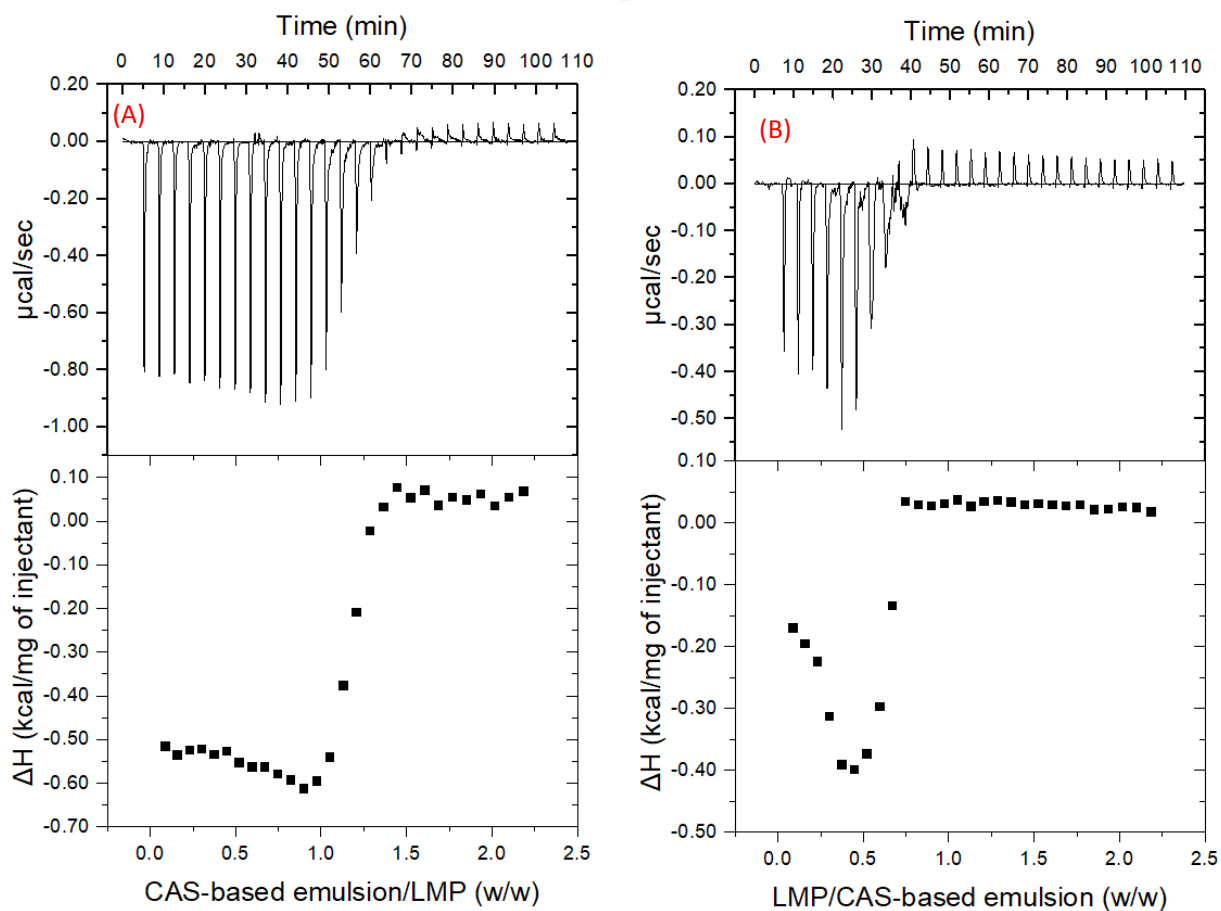 Time (min)
0 10 20 30 40 50 60 70 80 90 100 110
(A)
0.20
0.00
-0.20
-0.40
-0.60
-0.80
-1.00
µcal/sec
0.10
0.00
-0.10
-0.20
-0.30
-0.40
-0.50
-0.60
-0.70
ΔH (kcal/mg of injectant)
0.0 0.5 1.0 1.5 2.0 2.5
CAS-based emulsion/LMP (w/w)
Time (min)
0 10 20 30 40 50 60 70 80 90 100 110
(B)
0.20
0.10
0.00
-0.10
-0.20
-0.30
-0.40
-0.50
µcal/sec
0.10
0.00
-0.10
-0.20
-0.30
-0.40
-0.50
ΔH (kcal/mg of injectant)
0.0 0.5 1.0 1.5 2.0 2.5
LMP/CAS-based emulsion (w/w)